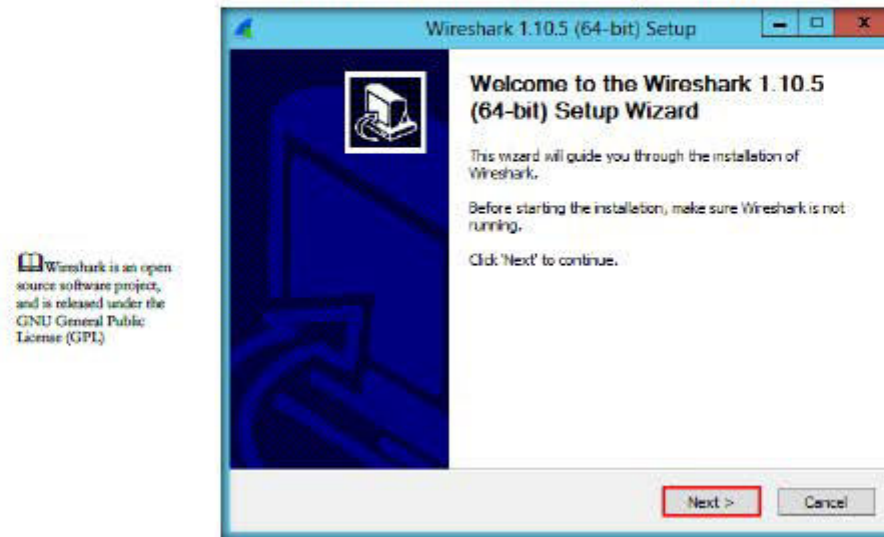 Wireshark 1.10.5 (64-bit) Setup
Welcome to the Wireshark 1.10.5
(64-bit) Setup Wizard
This wizard will guide you through the installation of
Wireshark.
Before starting the installation, make sure Wireshark is not
running.
Click 'Next' to continue.
Wireshark is an open
source software project,
and is released under the
GNU General Public
License (GPL)
Next >
Cancel